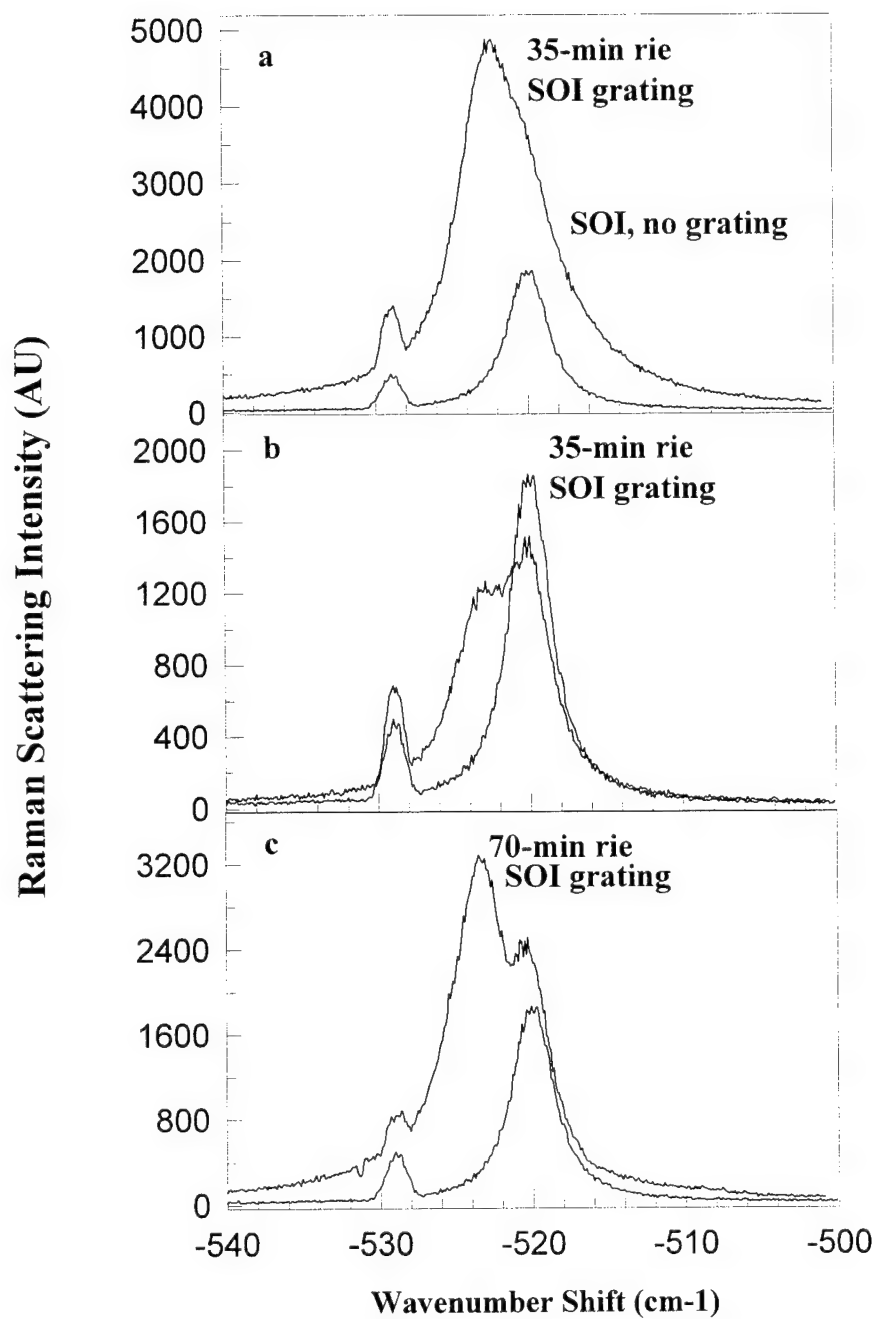 Raman Scattering Intensity (AU)
5000
4000
3000
2000
1000
0
a
35-min rie
SOI grating
SOI, no grating
2000
1600
1200
800
400
0
b
35-min rie
SOI grating
3200
2400
1600
800
0
c
70-min rie
SOI grating
-540
-530
-520
-510
-500
Wavenumber Shift (cm-1)